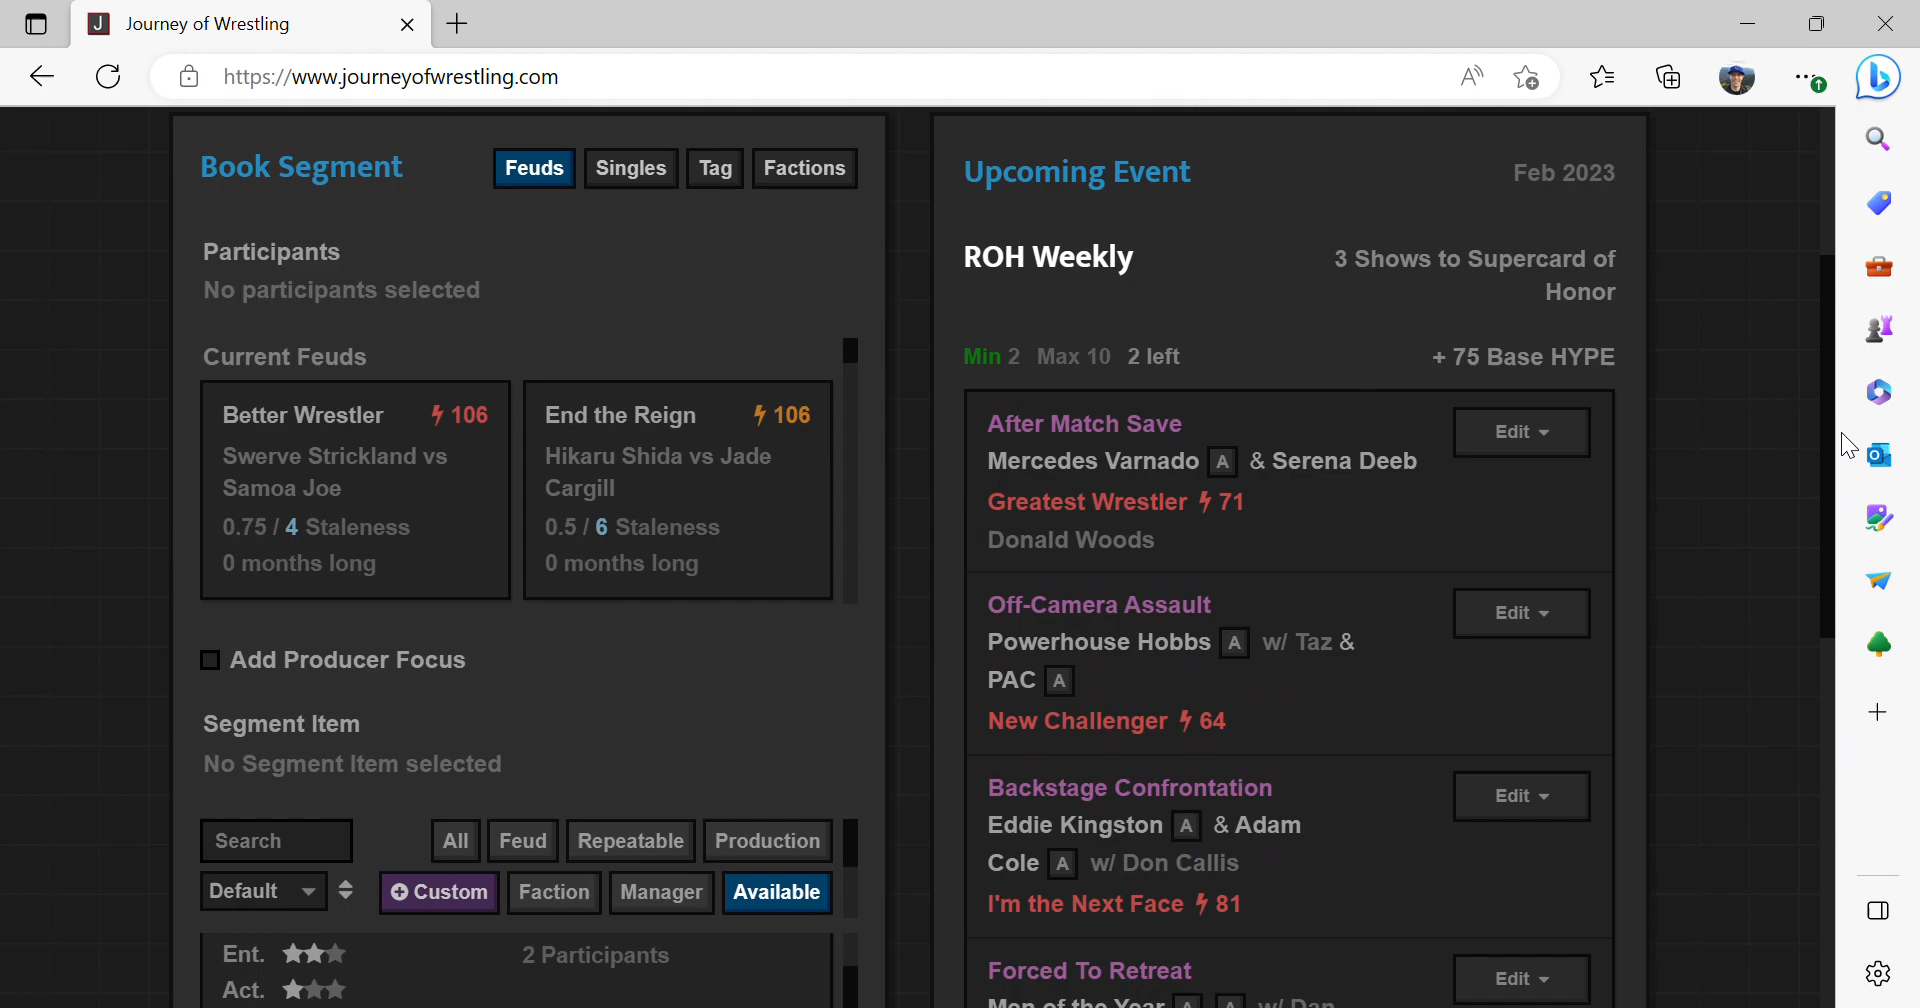 Journey of Wrestling
https://www.journeyofwrestling.com
Book Segment
Feuds
Singles
Tag
Factions
Participants
No participants selected
Current Feuds
Better Wrestler 106
Swerve Strickland vs
Samoa Joe
0.75 / 4 Staleness
0 months long
End the Reign 106
Hikaru Shida vs Jade
Cargill
0.5 / 6 Staleness
0 months long
Add Producer Focus
Segment Item
No Segment Item selected
Search
All
Feud
Repeatable
Production
Default
Custom
Faction
Manager
Available
Ent.
2 Participants
Act.
Upcoming Event
Feb 2023
ROH Weekly
3 Shows to Supercard of
Honor
Min 2 Max 10 2 left
+ 75 Base HYPE
After Match Save
Edit
Mercedes Varnado A & Serena Deeb
Greatest Wrestler 71
Donald Woods
Off-Camera Assault
Edit
Powerhouse Hobbs A w/ Taz &
PAC A
New Challenger 64
Backstage Confrontation
Edit
Eddie Kingston A & Adam
Cole A w/ Don Callis
I'm the Next Face 81
Forced To Retreat
Edit
Men of the Year A A w/ Dan